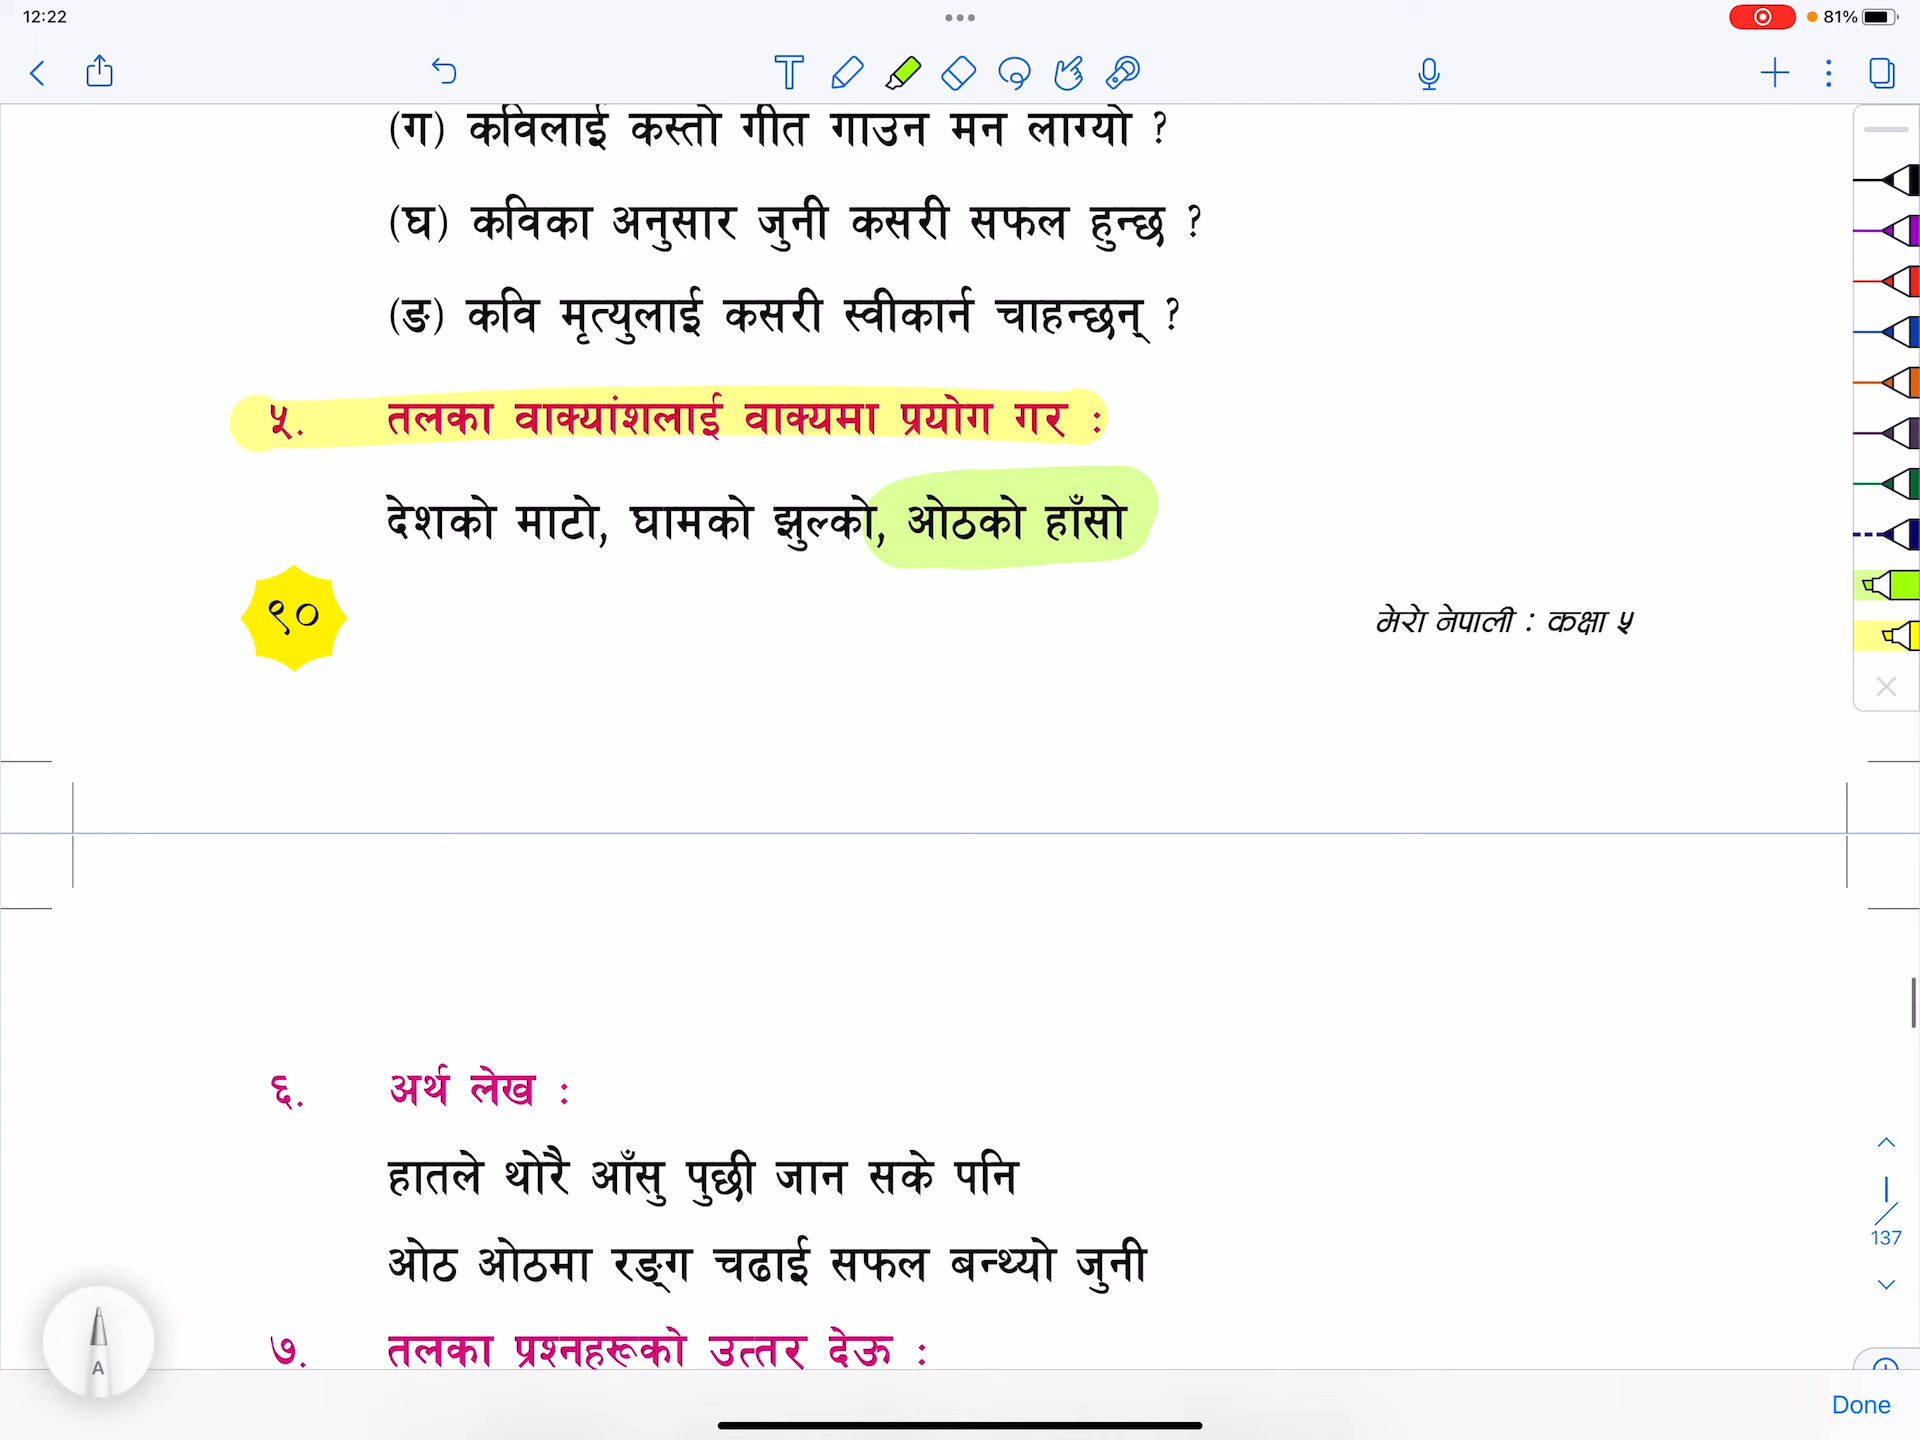 12:22
81%
(ग) कविलाई कस्तो गीत गाउन मन लाग्यो ?
(घ) कविका अनुसार जुनी कसरी सफल हुन्छ ?
(ङ) कवि मृत्युलाई कसरी स्वीकार्न चाहन्छन् ?
५. तलका वाक्यांशलाई वाक्यमा प्रयोग गर :
देशको माटो, घामको झुल्को, ओठको हाँसो
९०
मेरो नेपाली : कक्षा ५
६. अर्थ लेख :
हातले थोरै आँसु पुछी जान सके पनि
ओठ ओठमा रङ्ग चढाई सफल बन्थ्यो जुनी
७. तलका प्रश्नहरूको उत्तर देऊ :
137
A
Done